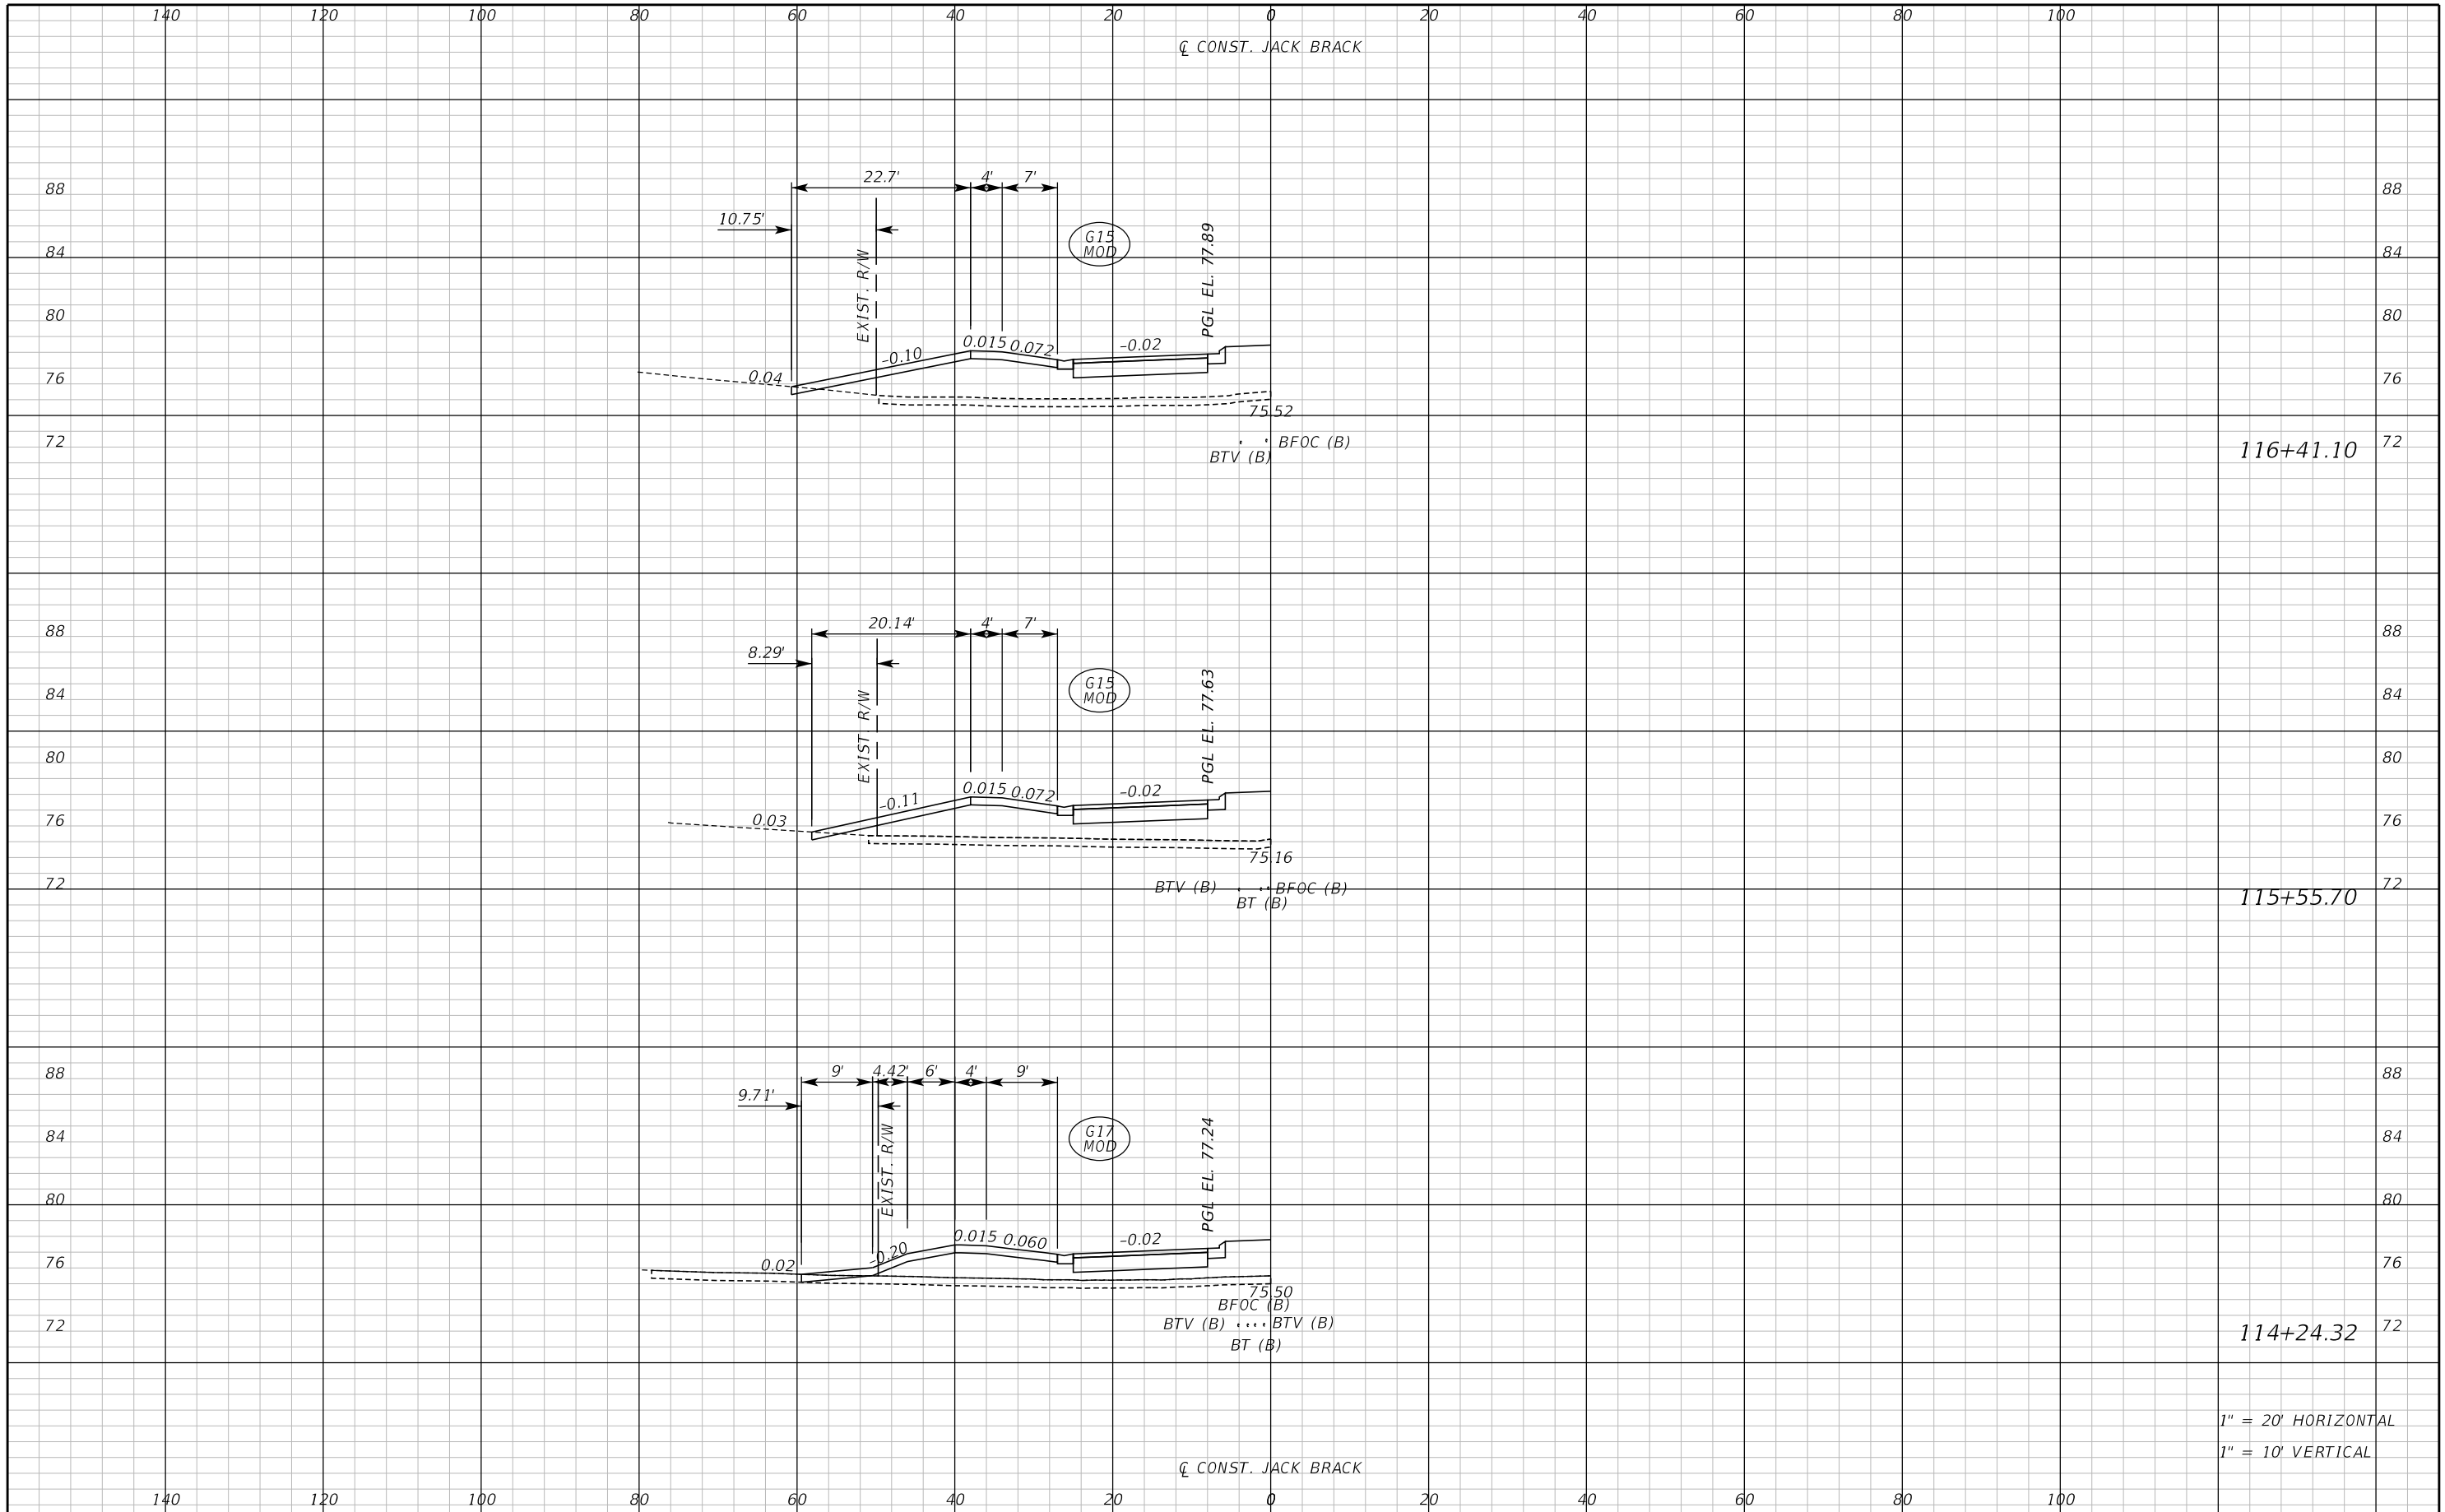 140 120 100 80 60 40 20 0 20 40 60 80 100
℄ CONST. JACK BRACK
88 22.7' 4' 7' 88
10.75'
G15
MOD
84 84
EXIST. R/W
PGL EL. 77.89
80 80
-0.10 0.015 0.072 -0.02
76 0.04 76
75.52
72 BFOC (B) 72
BTV (B)
116+41.10
88 20.14' 4' 7' 88
8.29'
G15
MOD
84 84
EXIST. R/W
PGL EL. 77.63
80 80
-0.11 0.015 0.072 -0.02
76 0.03 76
75.16
72 BTV (B) BFOC (B) 72
BT (B)
115+55.70
88 9' 4.42' 6' 4' 9' 88
9.71'
G17
MOD
84 84
EXIST. R/W
PGL EL. 77.24
80 80
-0.20 0.015 0.060 -0.02
76 0.02 76
75.50
BFOC (B)
72 BTV (B) BTV (B) 72
BT (B)
114+24.32
1" = 20' HORIZONTAL
1" = 10' VERTICAL
℄ CONST. JACK BRACK
140 120 100 80 60 40 20 0 20 40 60 80 100